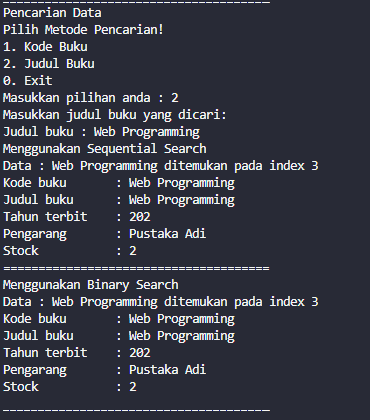 Pencarian Data
Pilih Metode Pencarian!
1. Kode Buku
2. Judul Buku
0. Exit
Masukkan pilihan anda : 2
Masukkan judul buku yang dicari:
Judul buku : Web Programming
Menggunakan Sequential Search
Data : Web Programming ditemukan pada index 3
Kode buku : Web Programming
Judul buku : Web Programming
Tahun terbit : 202
Pengarang : Pustaka Adi
Stock : 2
======================================
Menggunakan Binary Search
Data : Web Programming ditemukan pada index 3
Kode buku : Web Programming
Judul buku : Web Programming
Tahun terbit : 202
Pengarang : Pustaka Adi
Stock : 2